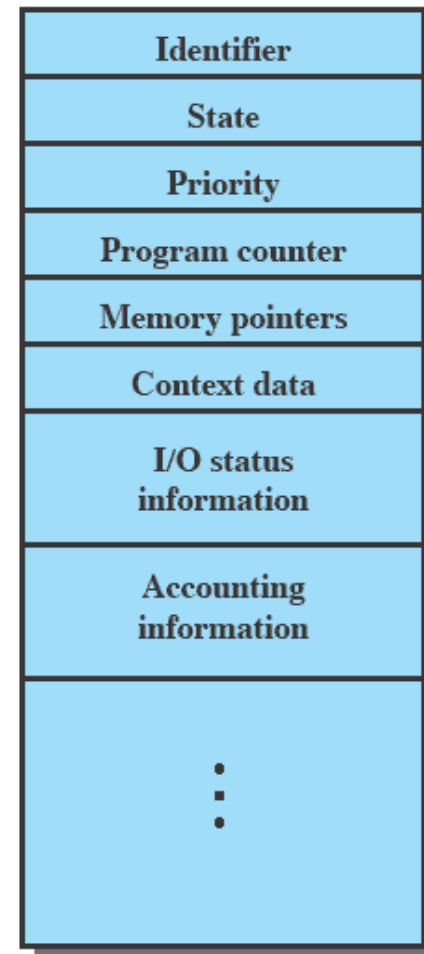 Identifier
State
Priority
Program counter
Memory pointers
Context data
I/O status
information
Accounting
information